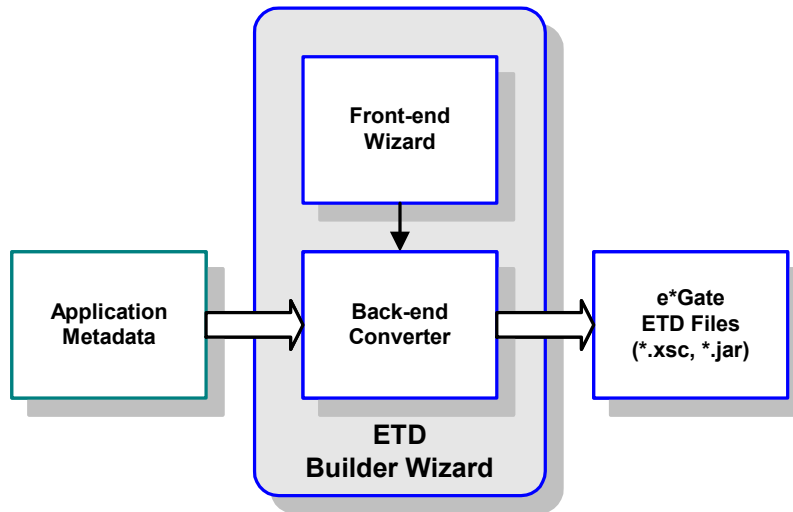 Front-end
Wizard
Application
Metadata
Back-end
Converter
e*Gate
ETD Files
(*.xsc, *.jar)
ETD
Builder Wizard